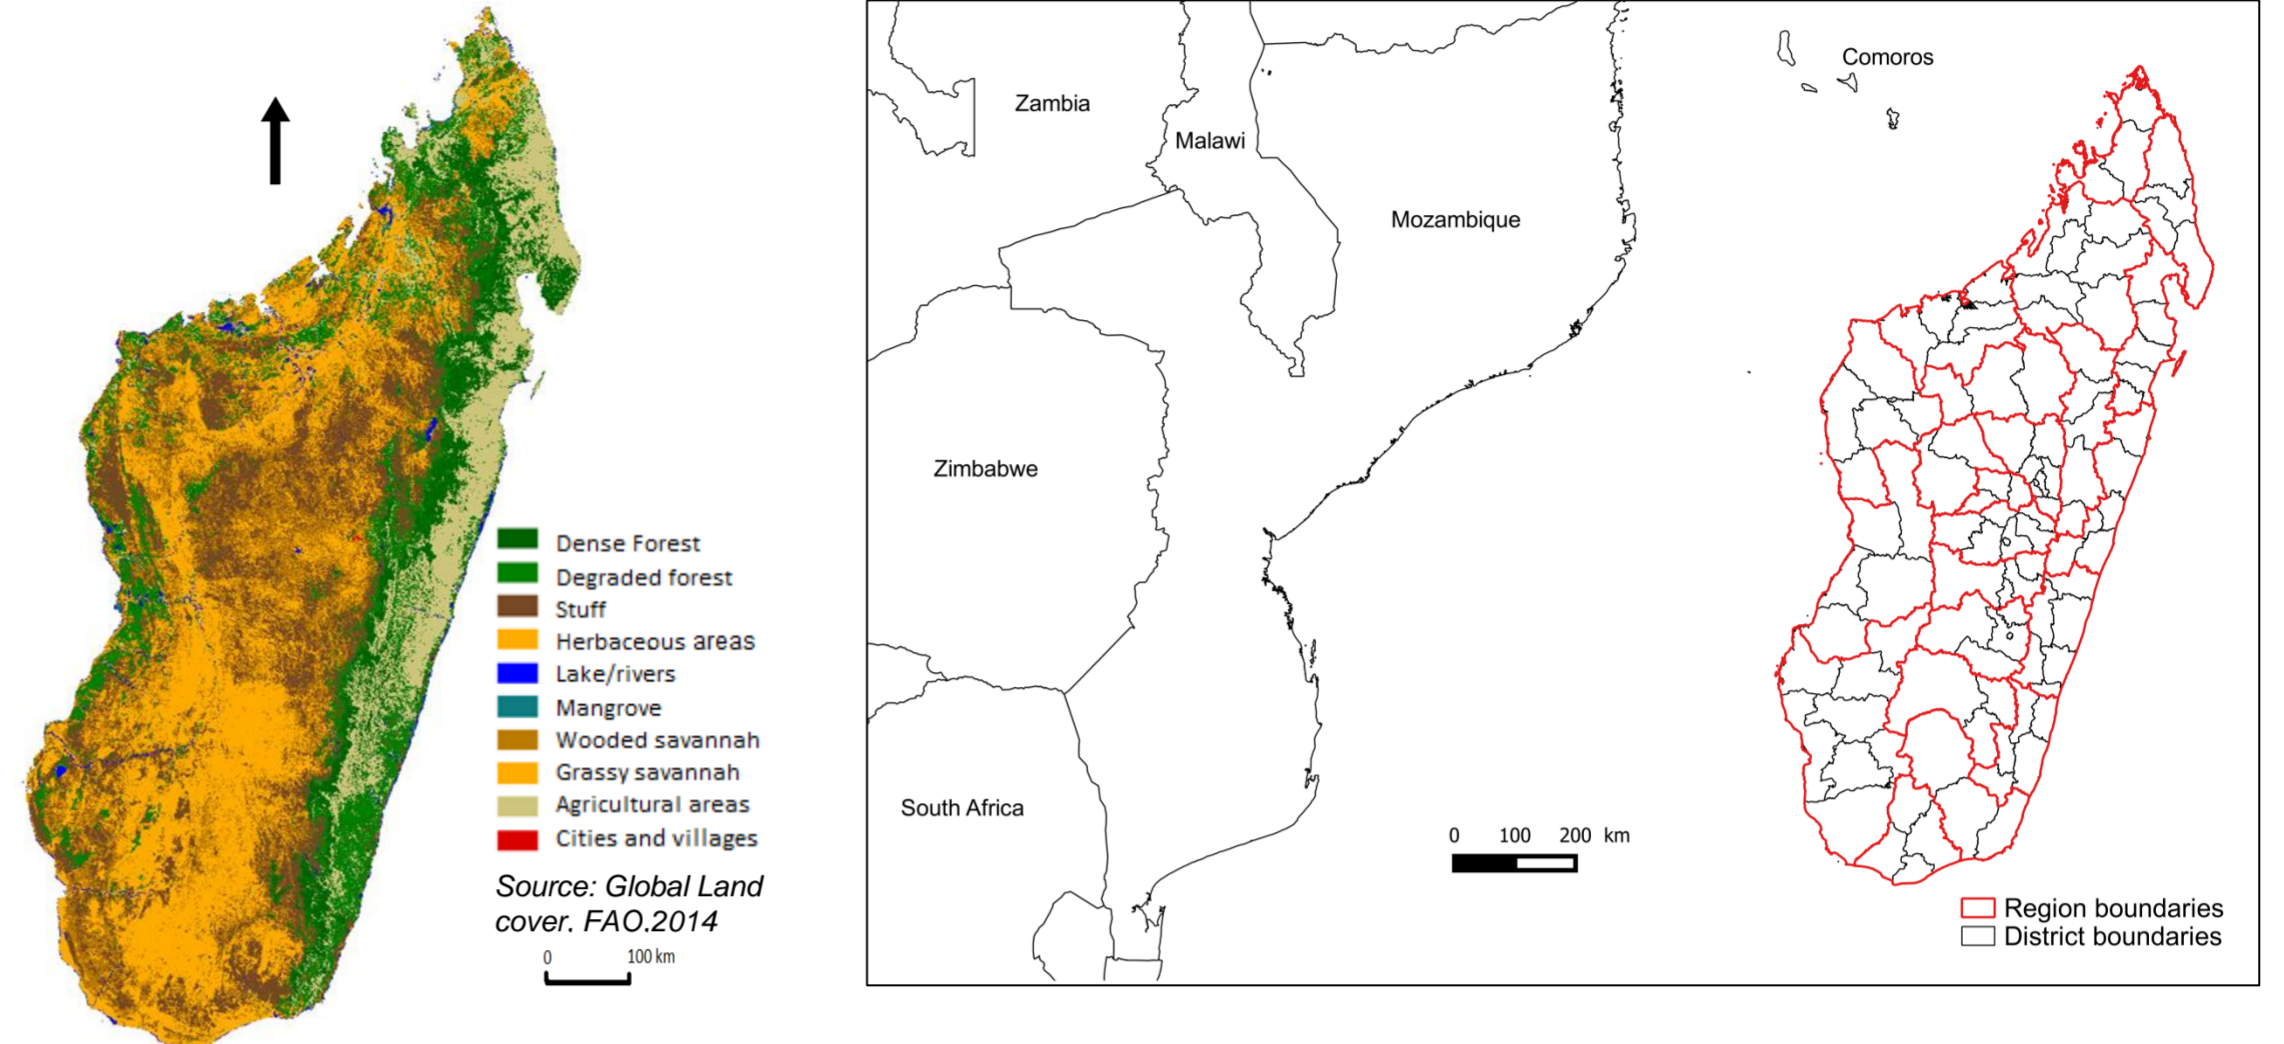 Dense Forest
Degraded forest
Stuff
Herbaceous areas
Lake/rivers
Mangrove
Wooded savannah
Grassy savannah
Agricultural areas
Cities and villages
Source: Global Land
cover. FAO.2014
0 100 km
Comoros
Zambia
Malawi
Mozambique
Zimbabwe
South Africa
0 100 200 km
Region boundaries
District boundaries